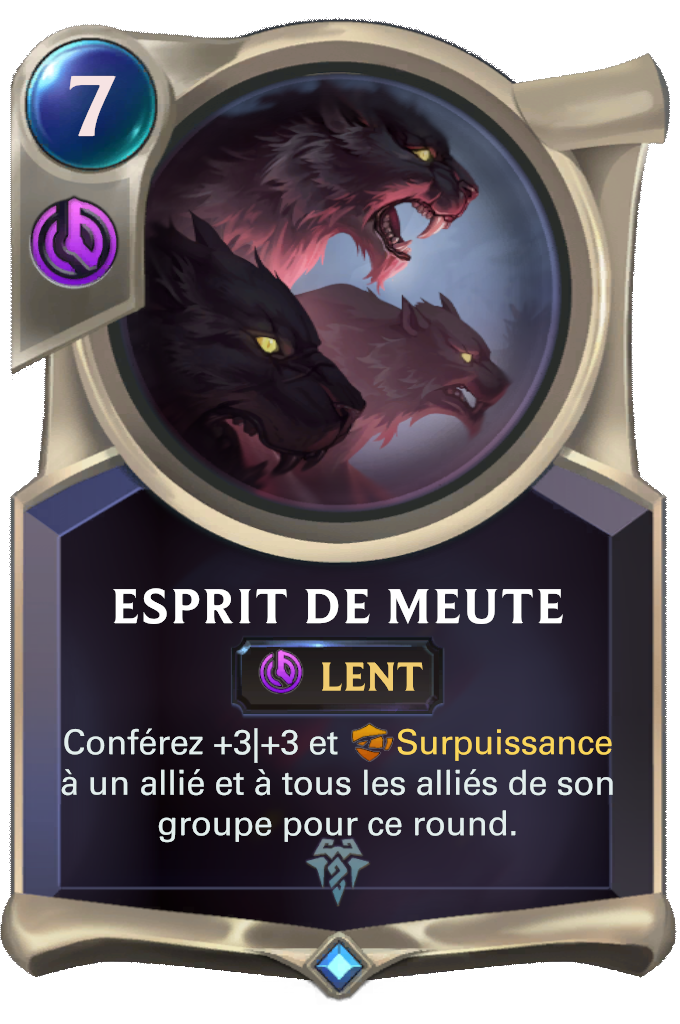 7
ESPRIT DE MEUTE
LENT
Conférez +3|+3 et Surpuissance
à un allié et à tous les alliés de son
groupe pour ce round.